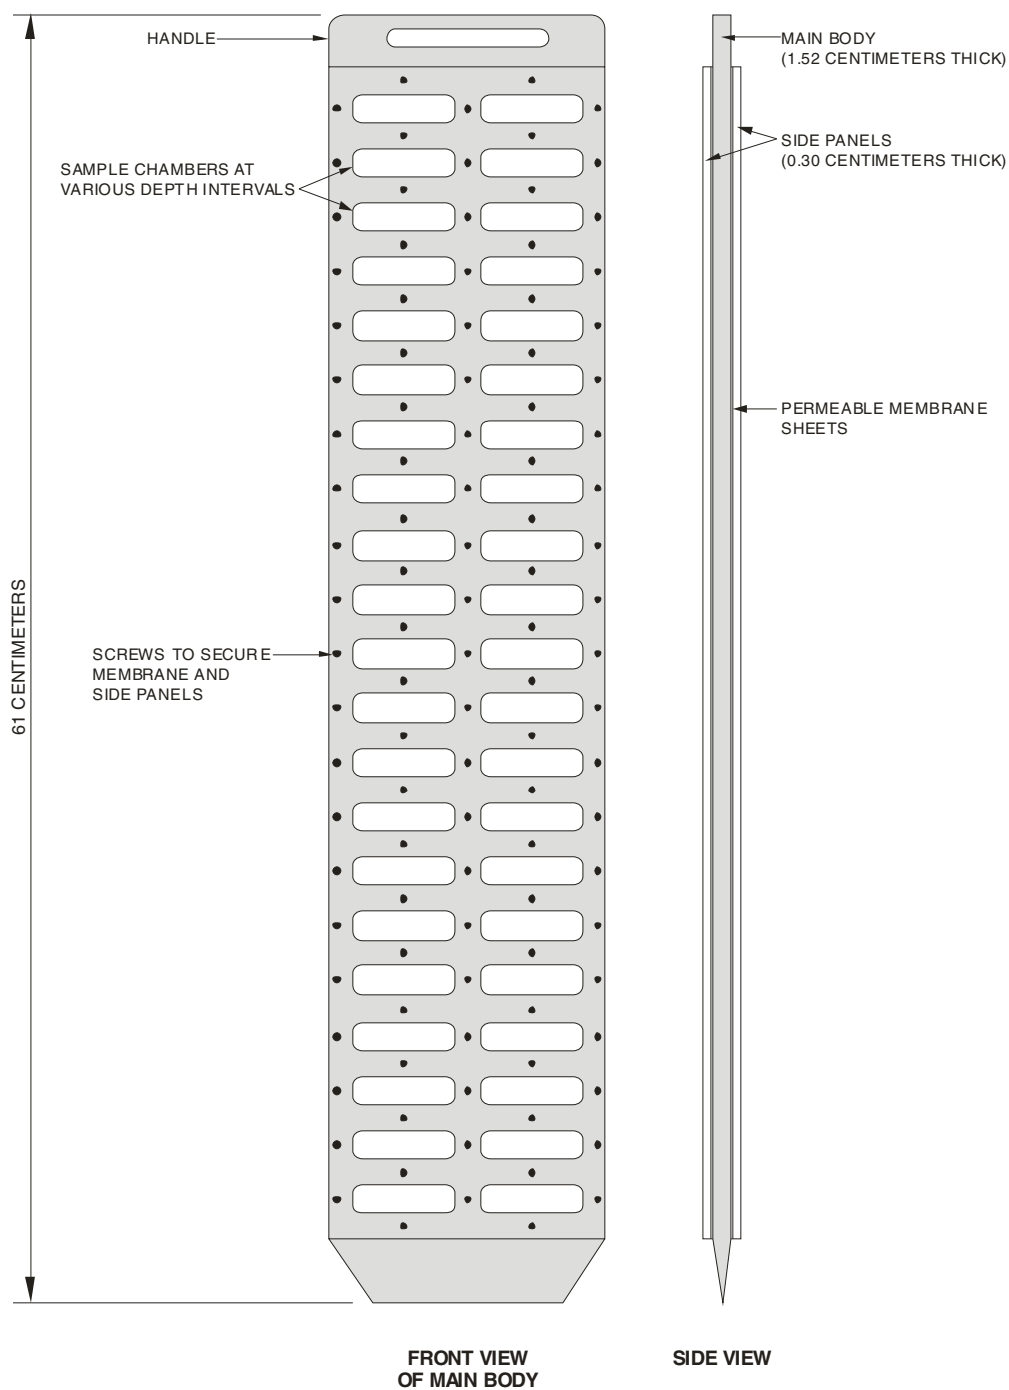 HANDLE
MAIN BODY
(1.52 CENTIMETERS THICK)
SIDE PANELS
(0.30 CENTIMETERS THICK)
SAMPLE CHAMBERS AT
VARIOUS DEPTH INTERVALS
PERMEABLE MEMBRANE
SHEETS
61 CENTIMETERS
SCREWS TO SECURE
MEMBRANE AND
SIDE PANELS
FRONT VIEW
OF MAIN BODY
SIDE VIEW